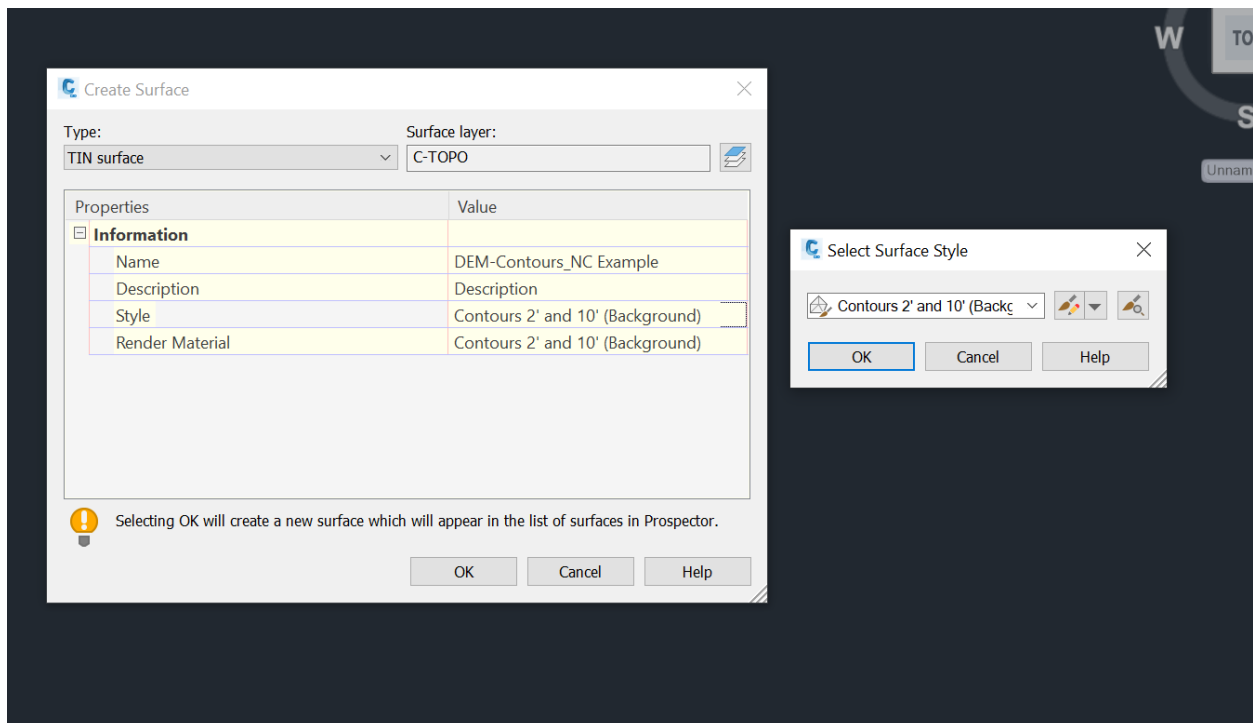 W
TO
S
Unnam
Create Surface
Type:
Surface layer:
TIN surface
C-TOPO
Properties Value
Information
Name DEM-Contours_NC Example
Description Description
Style Contours 2' and 10' (Background)
Render Material Contours 2' and 10' (Background)
Selecting OK will create a new surface which will appear in the list of surfaces in Prospector.
OK Cancel Help
Select Surface Style
Contours 2' and 10' (Backg
OK Cancel Help